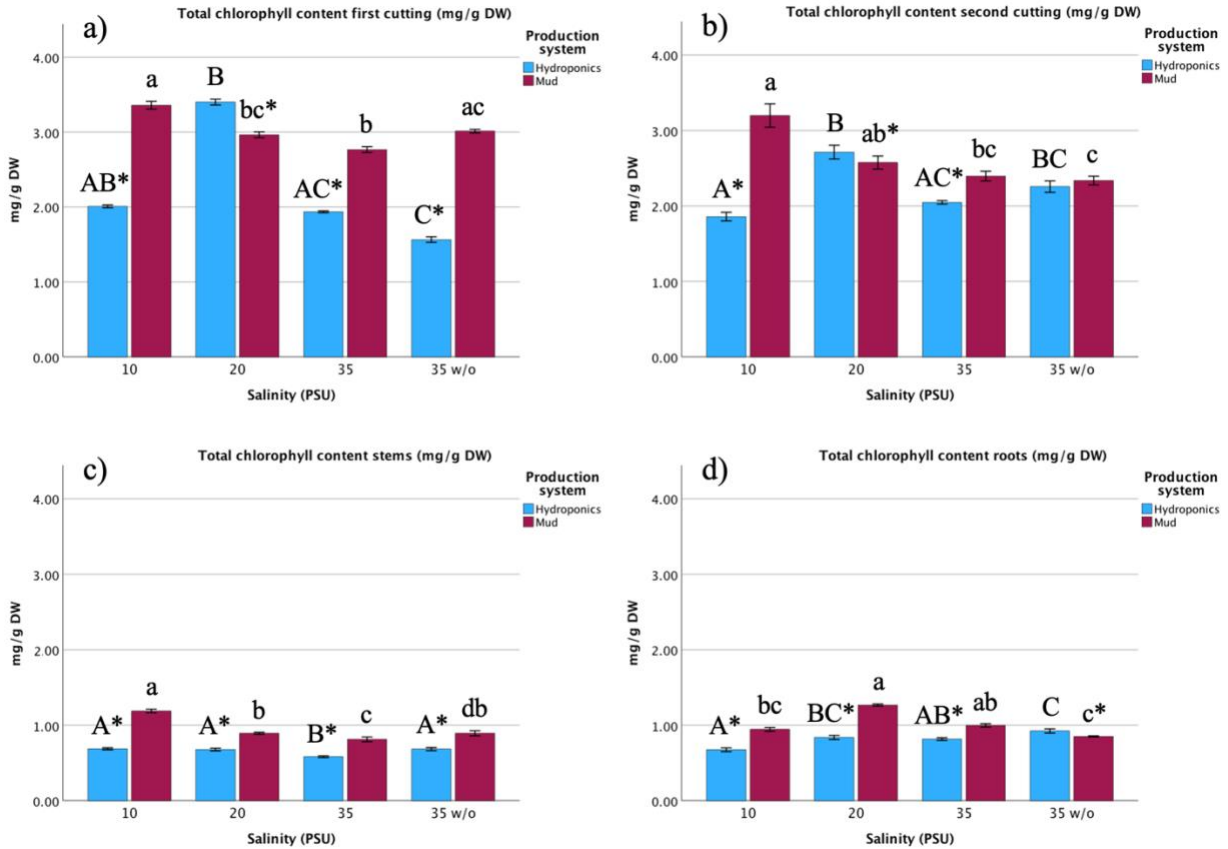 a)
Total chlorophyll content first cutting (mg/g DW)
Production
system
Hydroponics
Mud
mg/g DW
4.00
3.00
2.00
1.00
0.00
AB*
a
B
bc*
AC*
b
C*
ac
10
20
35
35 w/o
Salinity (PSU)
b)
Total chlorophyll content second cutting (mg/g DW)
Production
system
Hydroponics
Mud
mg/g DW
4.00
3.00
2.00
1.00
0.00
A*
a
B
ab*
AC*
bc
BC
c
10
20
35
35 w/o
Salinity (PSU)
c)
Total chlorophyll content stems (mg/g DW)
Production
system
Hydroponics
Mud
mg/g DW
4.00
3.00
2.00
1.00
0.00
A*
a
A*
b
B*
c
A*
db
10
20
35
35 w/o
Salinity (PSU)
d)
Total chlorophyll content roots (mg/g DW)
Production
system
Hydroponics
Mud
mg/g DW
4.00
3.00
2.00
1.00
0.00
A*
bc
BC*
a
AB*
ab
C
c*
10
20
35
35 w/o
Salinity (PSU)